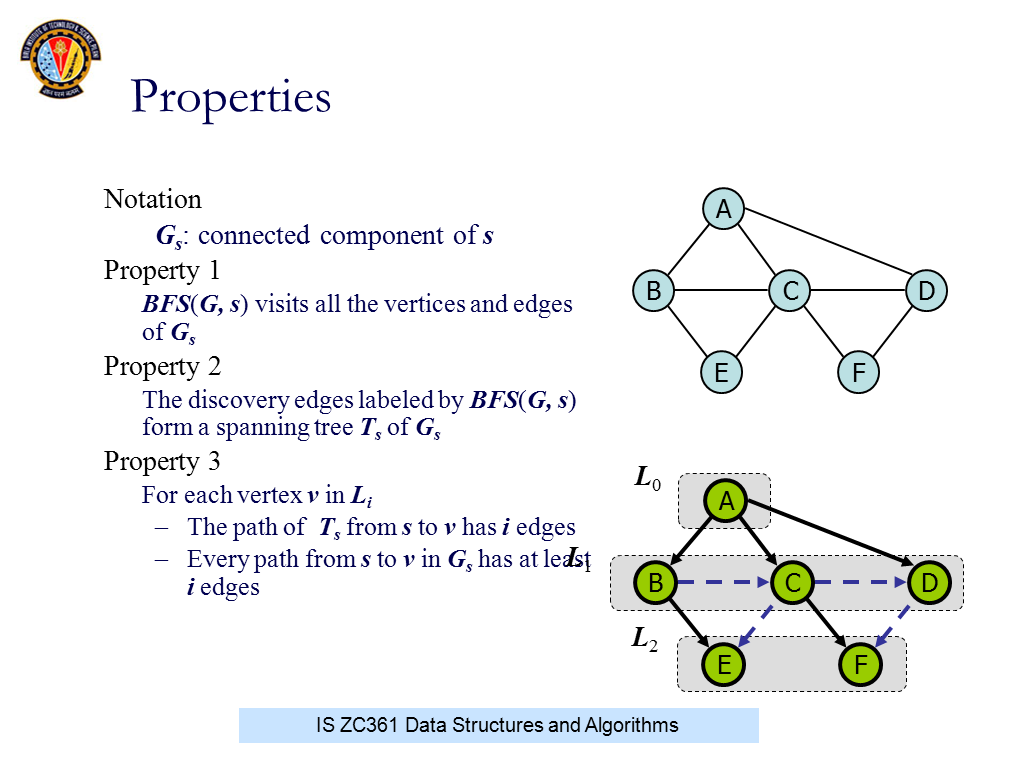 Properties
Notation
Gs: connected component of s
Property 1
BFS(G, s) visits all the vertices and edges
of Gs
Property 2
The discovery edges labeled by BFS(G, s)
form a spanning tree Ts of Gs
Property 3
For each vertex v in Li
– The path of Ts from s to v has i edges
– Every path from s to v in Gs has at least
i edges
A
B C D
E F
L0
A
L1
B C D
L2
E F
IS ZC361 Data Structures and Algorithms